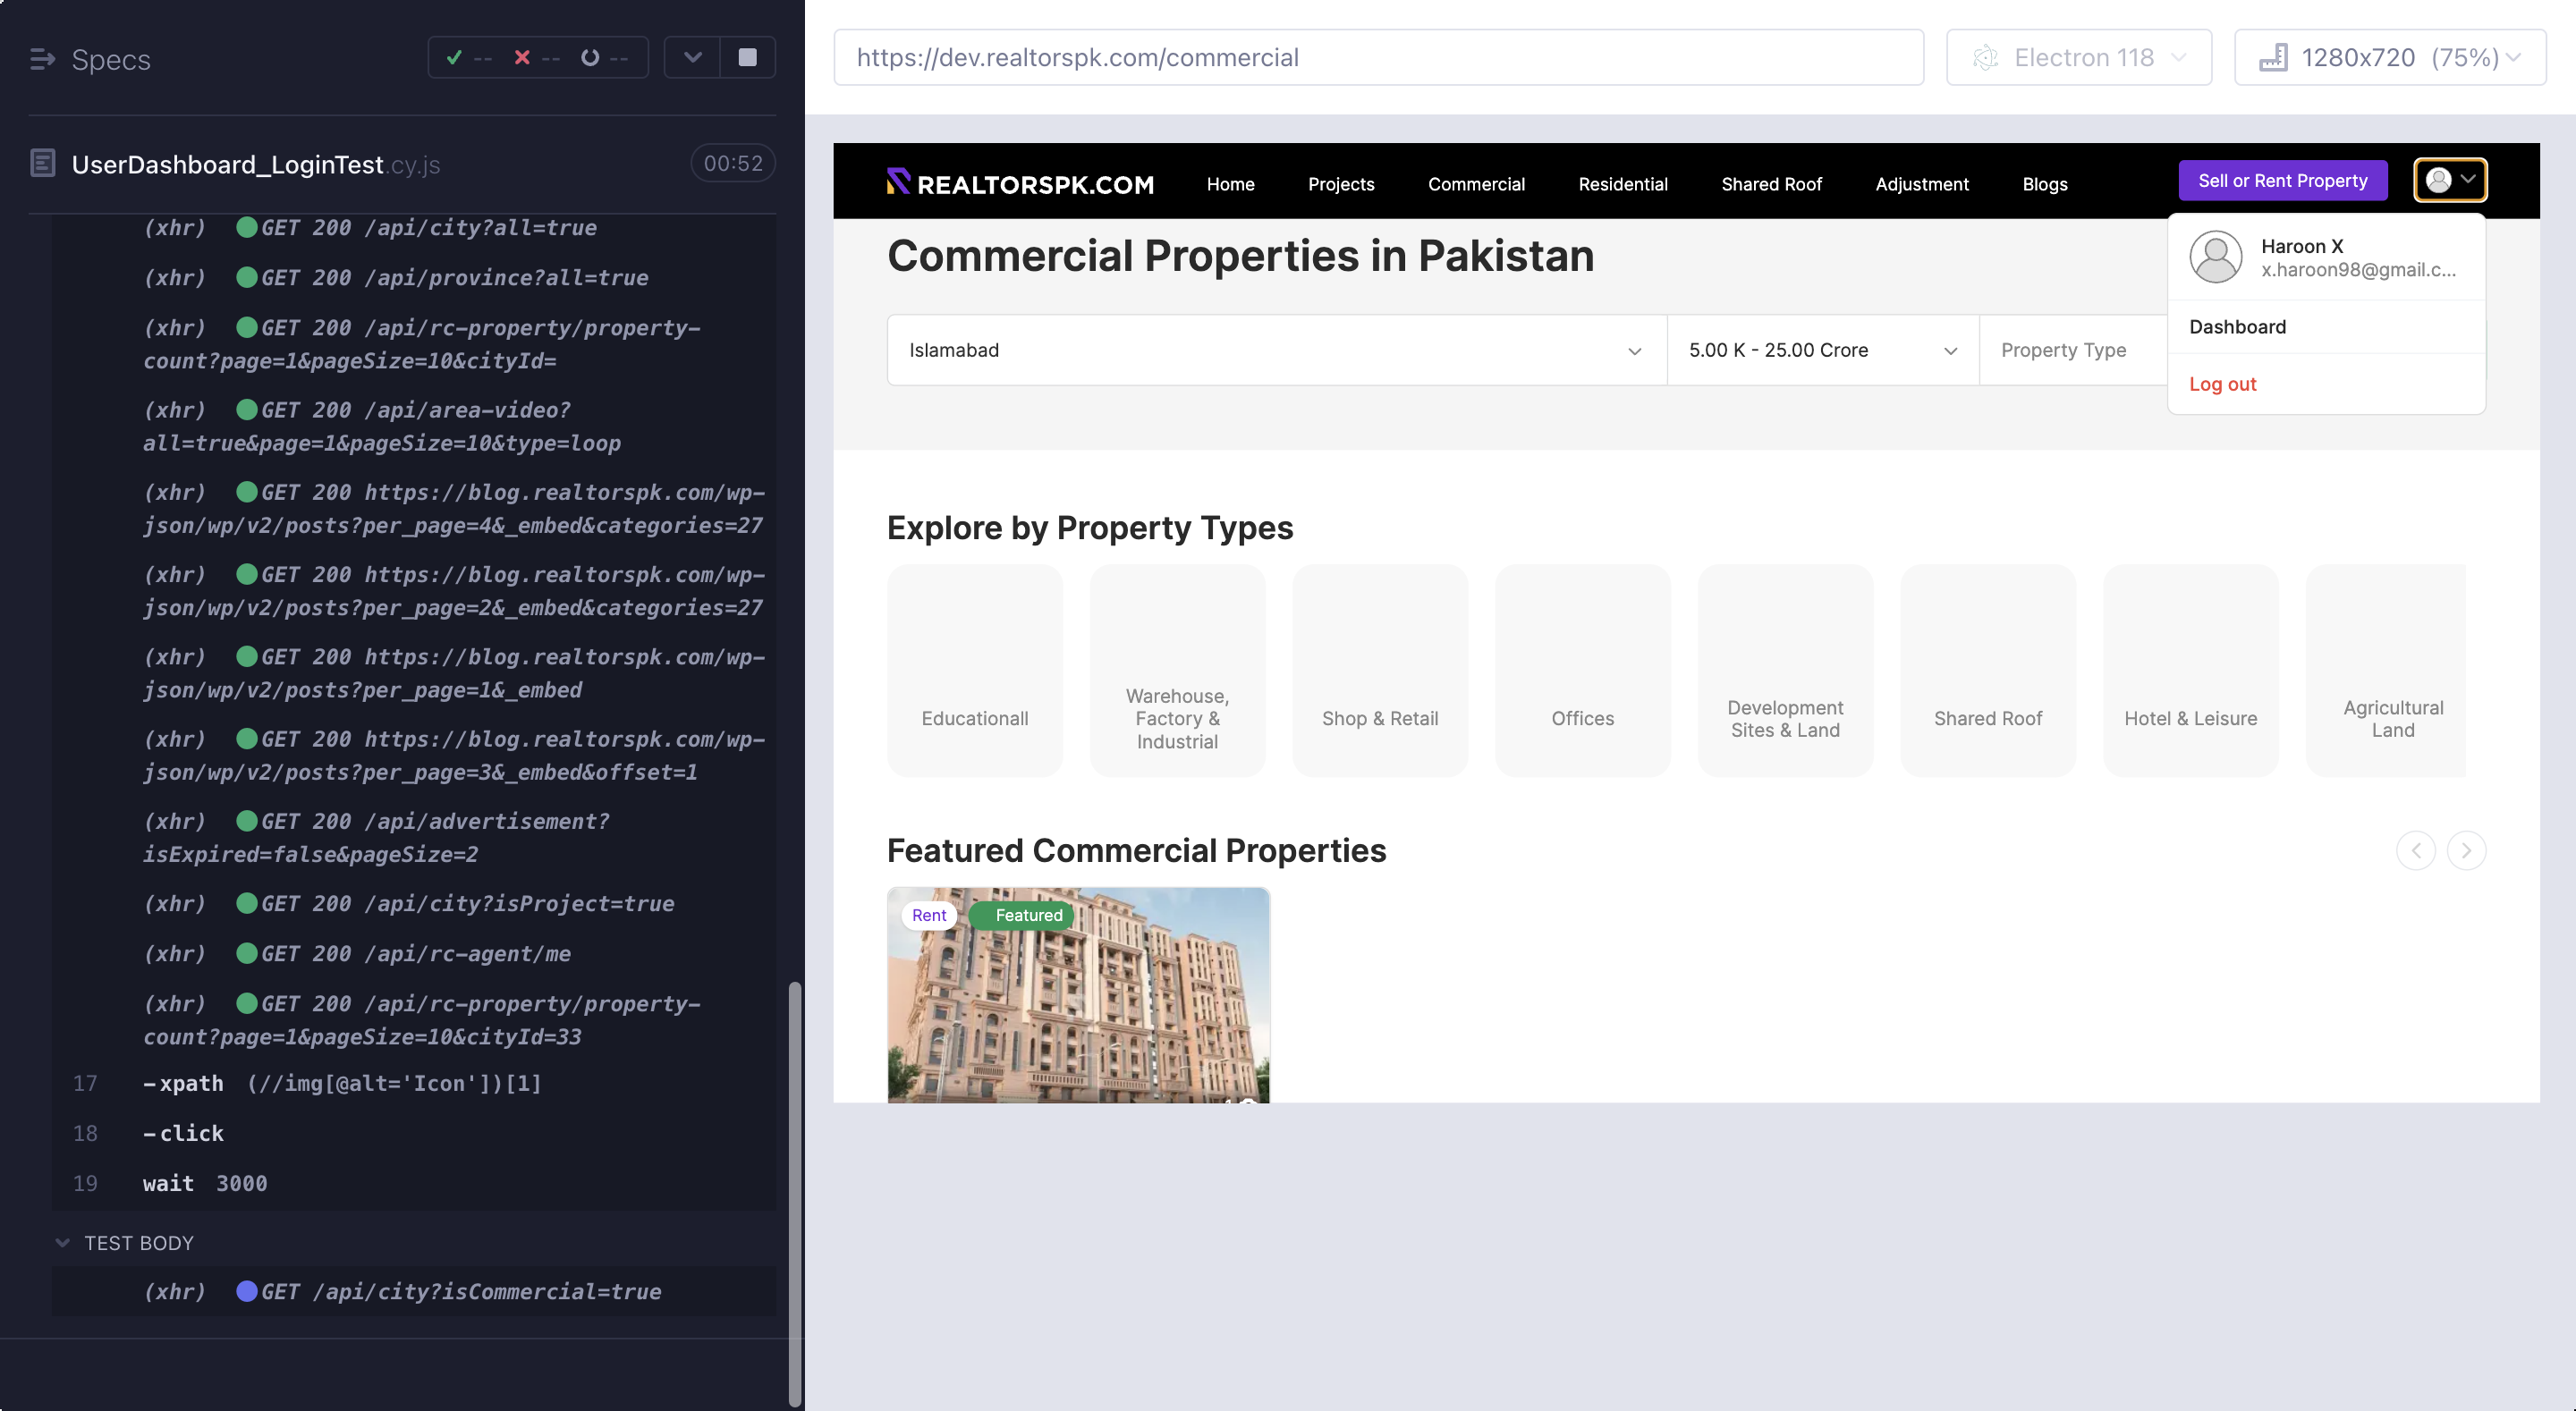 Specs
-- -- --
UserDashboard_LoginTest.cy.js
00:52
(xhr) GET 200 /api/city?all=true
(xhr) GET 200 /api/province?all=true
(xhr) GET 200 /api/rc-property/property-
count?page=1&pageSize=10&cityId=
(xhr) GET 200 /api/area-video?
all=true&page=1&pageSize=10&type=loop
(xhr) GET 200 https://blog.realtorspk.com/wp-
json/wp/v2/posts?per_page=4&_embed&categories=27
(xhr) GET 200 https://blog.realtorspk.com/wp-
json/wp/v2/posts?per_page=2&_embed&categories=27
(xhr) GET 200 https://blog.realtorspk.com/wp-
json/wp/v2/posts?per_page=1&_embed
(xhr) GET 200 https://blog.realtorspk.com/wp-
json/wp/v2/posts?per_page=3&_embed&offset=1
(xhr) GET 200 /api/advertisement?
isExpired=false&pageSize=2
(xhr) GET 200 /api/city?isProject=true
(xhr) GET 200 /api/rc-agent/me
(xhr) GET 200 /api/rc-property/property-
count?page=1&pageSize=10&cityId=33
17 -xpath (//img[@alt='Icon'])[1]
18 -click
19 wait 3000
TEST BODY
(xhr) GET /api/city?isCommercial=true
https://dev.realtorspk.com/commercial
Electron 118
1280x720 (75%)
REALTORSPK.COM
Home
Projects
Commercial
Residential
Shared Roof
Adjustment
Blogs
Sell or Rent Property
Haroon X
x.haroon98@gmail.c...
Dashboard
Log out
Commercial Properties in Pakistan
Islamabad
5.00 K - 25.00 Crore
Property Type
Explore by Property Types
Educationall
Warehouse,
Factory &
Industrial
Shop & Retail
Offices
Development
Sites & Land
Shared Roof
Hotel & Leisure
Agricultural
Land
Featured Commercial Properties
Rent
Featured